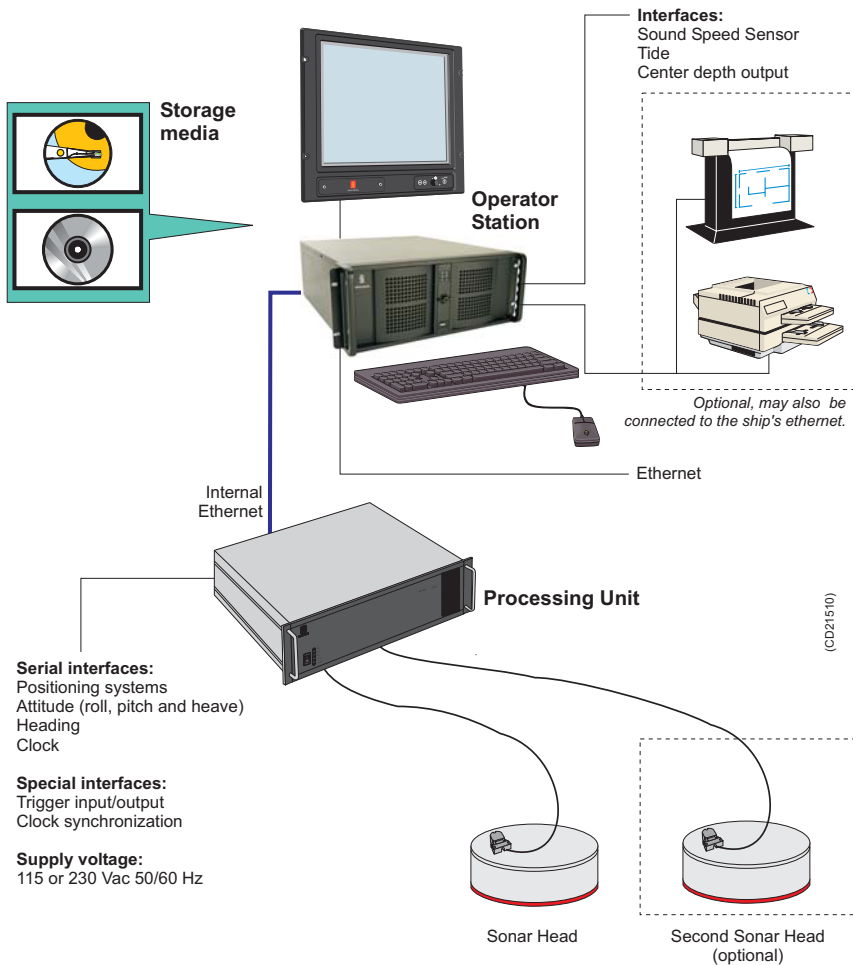 Interfaces:
Sound Speed Sensor
Tide
Center depth output
Storage
media
Operator
Station
Optional, may also be
connected to the ship's ethernet.
Ethernet
Internal
Ethernet
Processing Unit
(CD21510)
Serial interfaces:
Positioning systems
Attitude (roll, pitch and heave)
Heading
Clock
Special interfaces:
Trigger input/output
Clock synchronization
Supply voltage:
115 or 230 Vac 50/60 Hz
Sonar Head
Second Sonar Head
(optional)